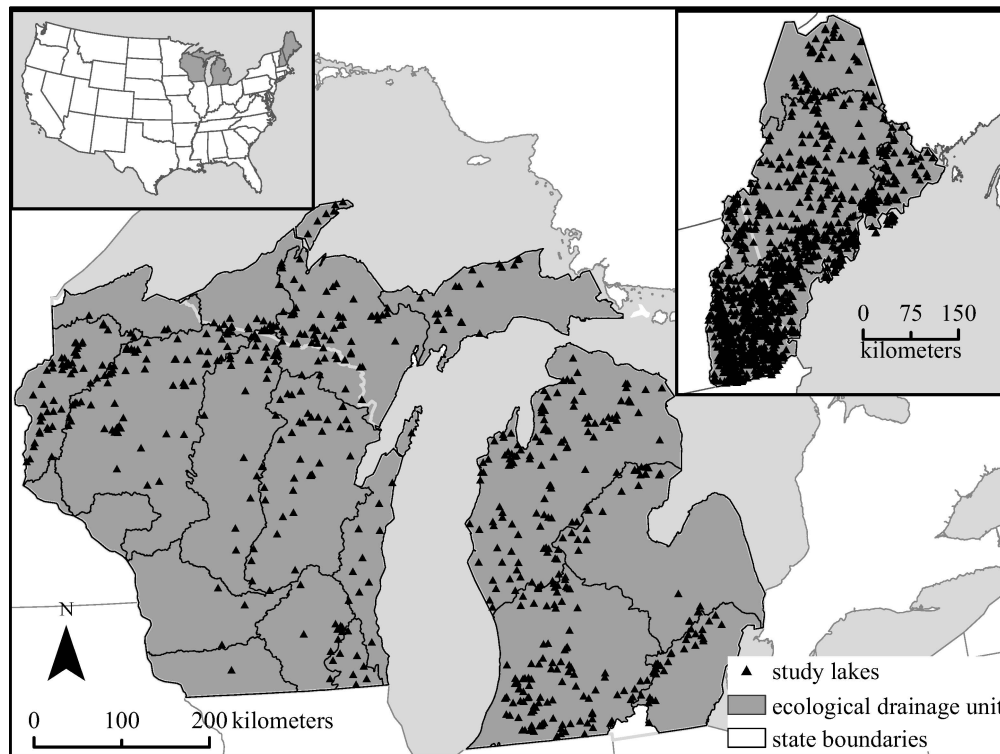 0 75 150
kilometers
N
0 100 200 kilometers
study lakes
ecological drainage unit
state boundaries